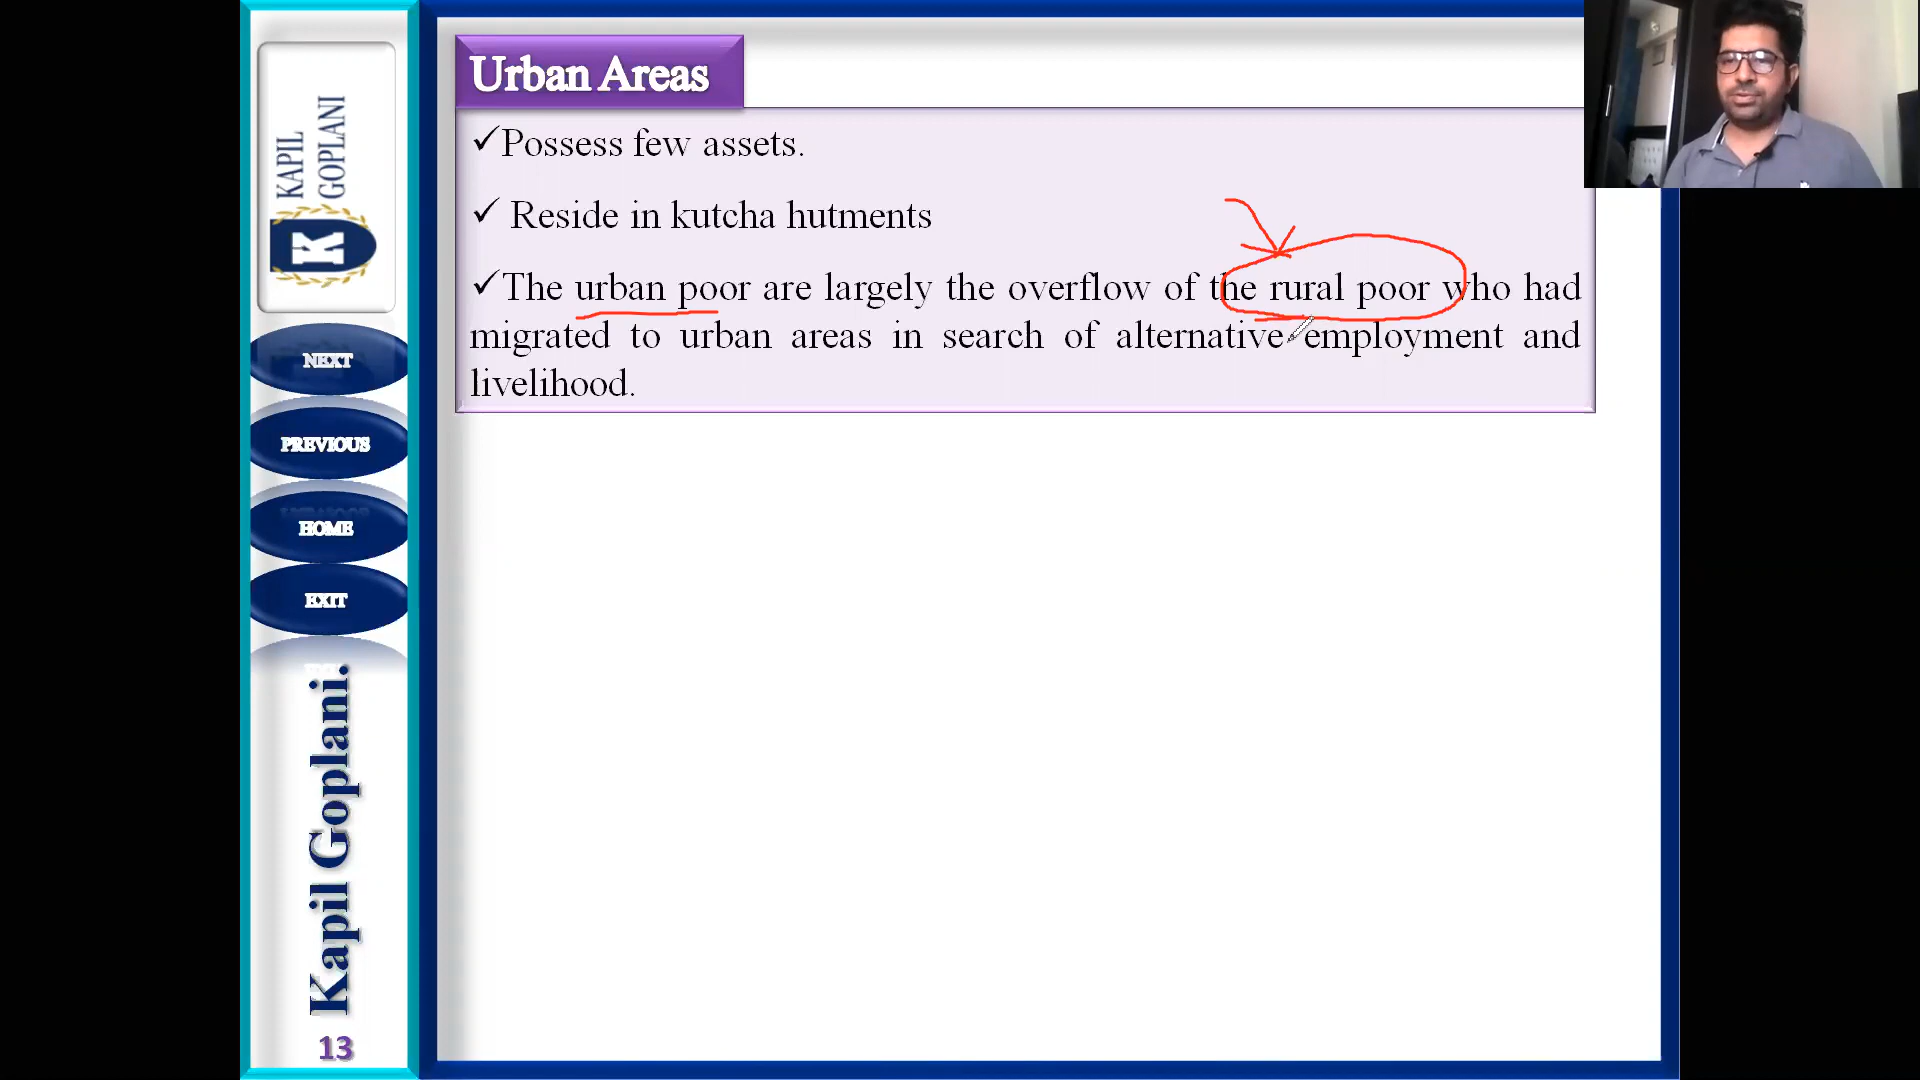 KAPIL
GOPLANI
K
NEXT
PREVIOUS
HOME
EXIT
Kapil Goplani.
13
Urban Areas
✓Possess few assets.
✓ Reside in kutcha hutments
✓The urban poor are largely the overflow of the rural poor who had
migrated to urban areas in search of alternative employment and
livelihood.